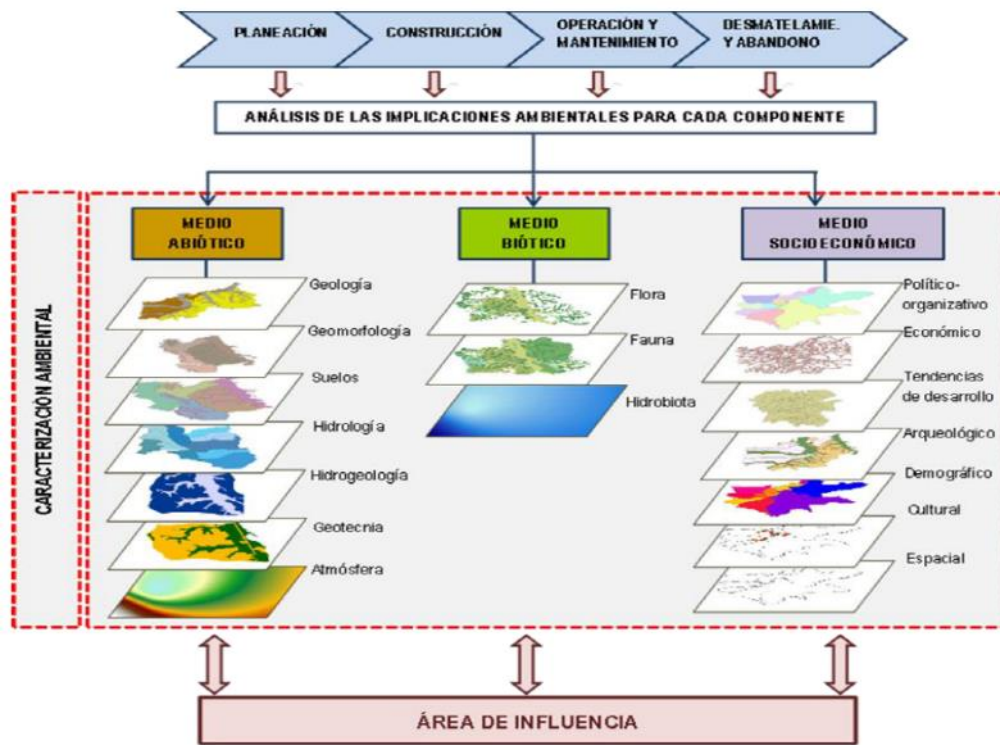 PLANEACIÓN
CONSTRUCCIÓN
OPERACIÓN Y
MANTENIMIENTO
DESMATELAMIE.
Y ABANDONO
ANÁLISIS DE LAS IMPLICACIONES AMBIENTALES PARA CADA COMPONENTE
CARACTERIZACION AMBIENTAL
MEDIO
ABIÓTICO
Geología
Geomorfología
Suelos
Hidrología
Hidrogeología
Geotecnia
Atmósfera
MEDIO
BIÓTICO
Flora
Fauna
Hidrobiota
MEDIO
SOCIOECONÓMICO
Político-
organizativo
Económico
Tendencias
de desarrollo
Arqueológico
Demográfico
Cultural
Espacial
ÁREA DE INFLUENCIA